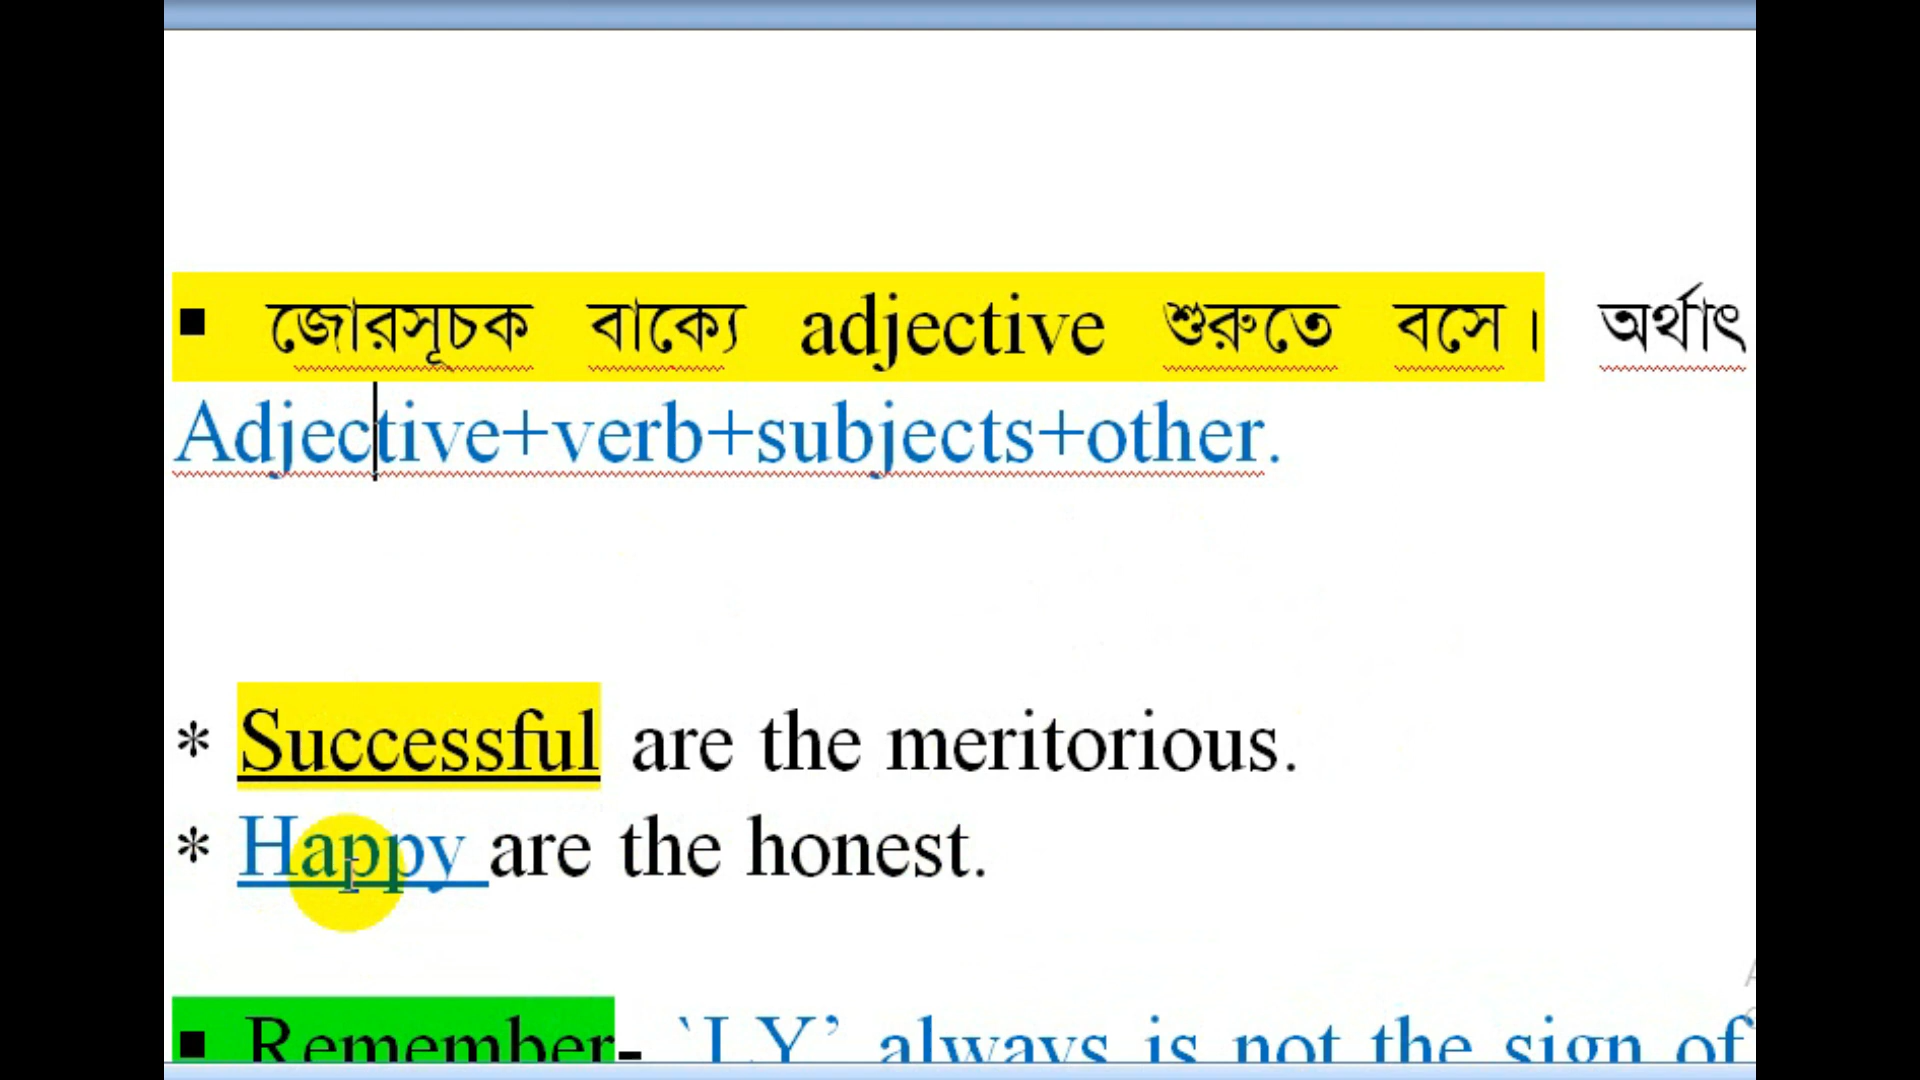 ▪ জোরসূচক বাক্যে adjective শুরুতে বসে। অর্থাৎ
Adjective+verb+subjects+other.
* Successful are the meritorious.
* Happy are the honest.
▪ Remember- `LY’ always is not the sign of